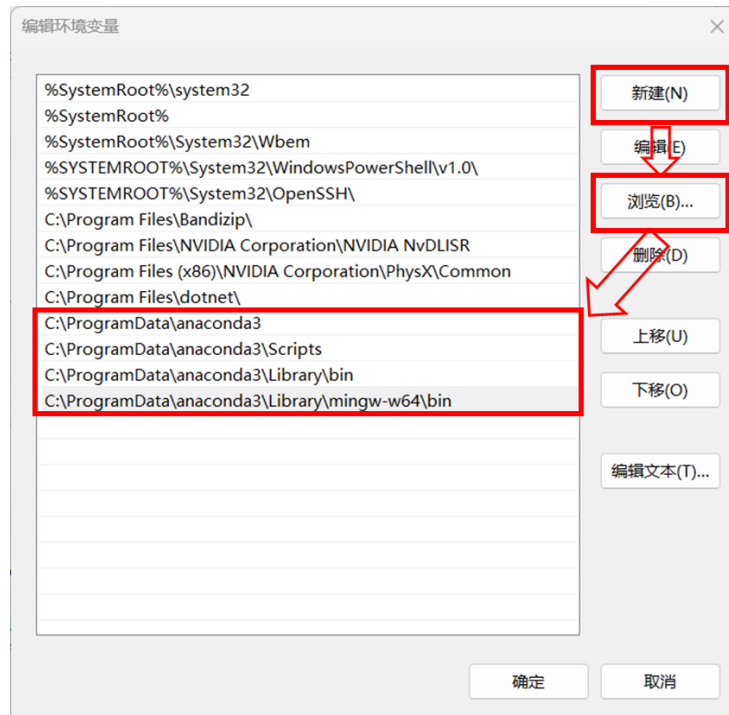 编辑环境变量
%SystemRoot%\system32
%SystemRoot%
%SystemRoot%\System32\Wbem
%SYSTEMROOT%\System32\WindowsPowerShell\v1.0\
%SYSTEMROOT%\System32\OpenSSH\
C:\Program Files\Bandizip\
C:\Program Files\NVIDIA Corporation\NVIDIA NvDLISR
C:\Program Files (x86)\NVIDIA Corporation\PhysX\Common
C:\Program Files\dotnet\
C:\ProgramData\anaconda3
C:\ProgramData\anaconda3\Scripts
C:\ProgramData\anaconda3\Library\bin
C:\ProgramData\anaconda3\Library\mingw-w64\bin
新建(N)
编辑(E)
浏览(B)...
删除(D)
上移(U)
下移(O)
编辑文本(T)...
确定
取消